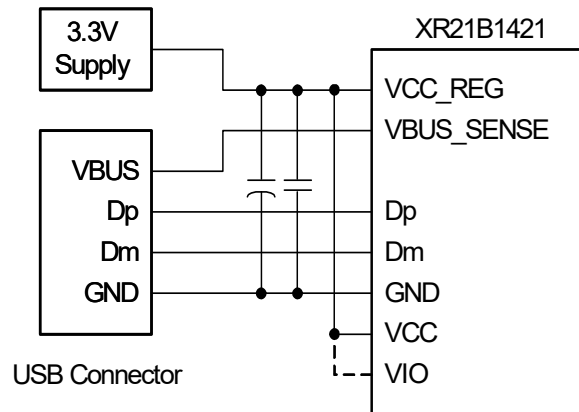 3.3V
Supply
XR21B1421
VCC_REG
VBUS_SENSE
VBUS
Dp
Dm
GND
Dp
Dm
GND
VCC
VIO
USB Connector